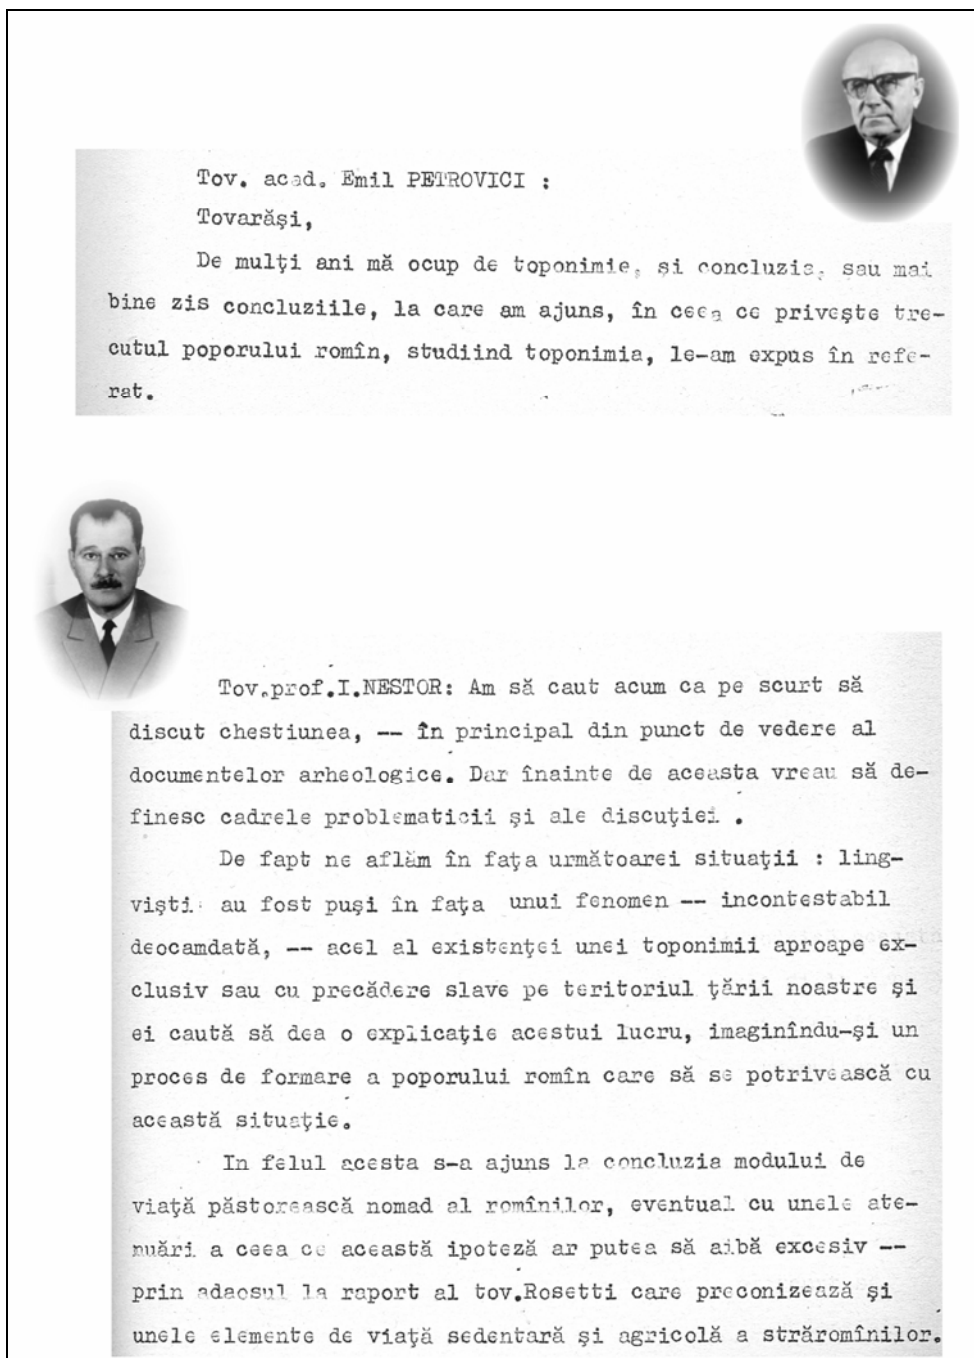 Tov. acad. Emil PETROVICI :
Tovarăşi,
De mulţi ani mă ocup de toponimie, şi concluzia, sau mai
bine zis concluziile, la care am ajuns, în ceea ce priveşte tre-
cutul poporului romîn, studiind toponimia, le-am expus în refe-
rat.
Tov.prof.I.NESTOR: Am să caut acum ca pe scurt să
discut chestiunea, -- în principal din punct de vedere al
documentelor arheologice. Dar înainte de aceasta vreau să de-
finesc cadrele problematicii şi ale discuţiei .
De fapt ne aflăm în faţa următoarei situaţii : ling-
vişti au fost puşi în faţa unui fenomen -- incontestabil
deocamdată, -- acel al existenţei unei toponimii aproape ex-
clusiv sau cu precădere slave pe teritoriul ţării noastre şi
ei caută să dea o explicaţie acestui lucru, imaginîndu-şi un
proces de formare a poporului romîn care să se potrivească cu
această situaţie.
In felul acesta s-a ajuns la concluzia modului de
viaţă păstorească nomad al romînilor, eventual cu unele ate-
nuări a ceea ce această ipoteză ar putea să aibă excesiv --
prin adaosul la raport al tov.Rosetti care preconizează şi
unele elemente de viaţă sedentară şi agricolă a străromînilor.